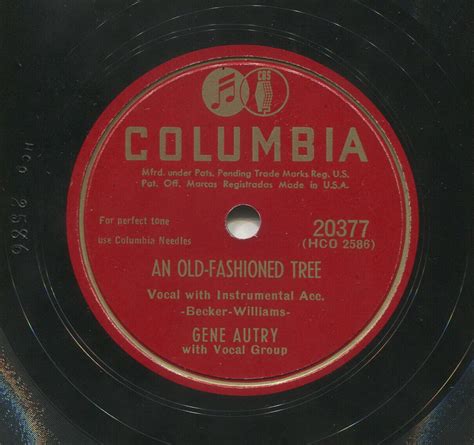 CBS
COLUMBIA
Mfrd. under Pats. Pending Trade Marks Reg. U.S.
Pat. Off. Marcas Registradas Made in U.S.A.
For perfect tone
use Columbia Needles
20377
(HCO 2586)
AN OLD-FASHIONED TREE
Vocal with Instrumental Acc.
-Becker-Williams-
GENE AUTRY
with Vocal Group
HCO 2586